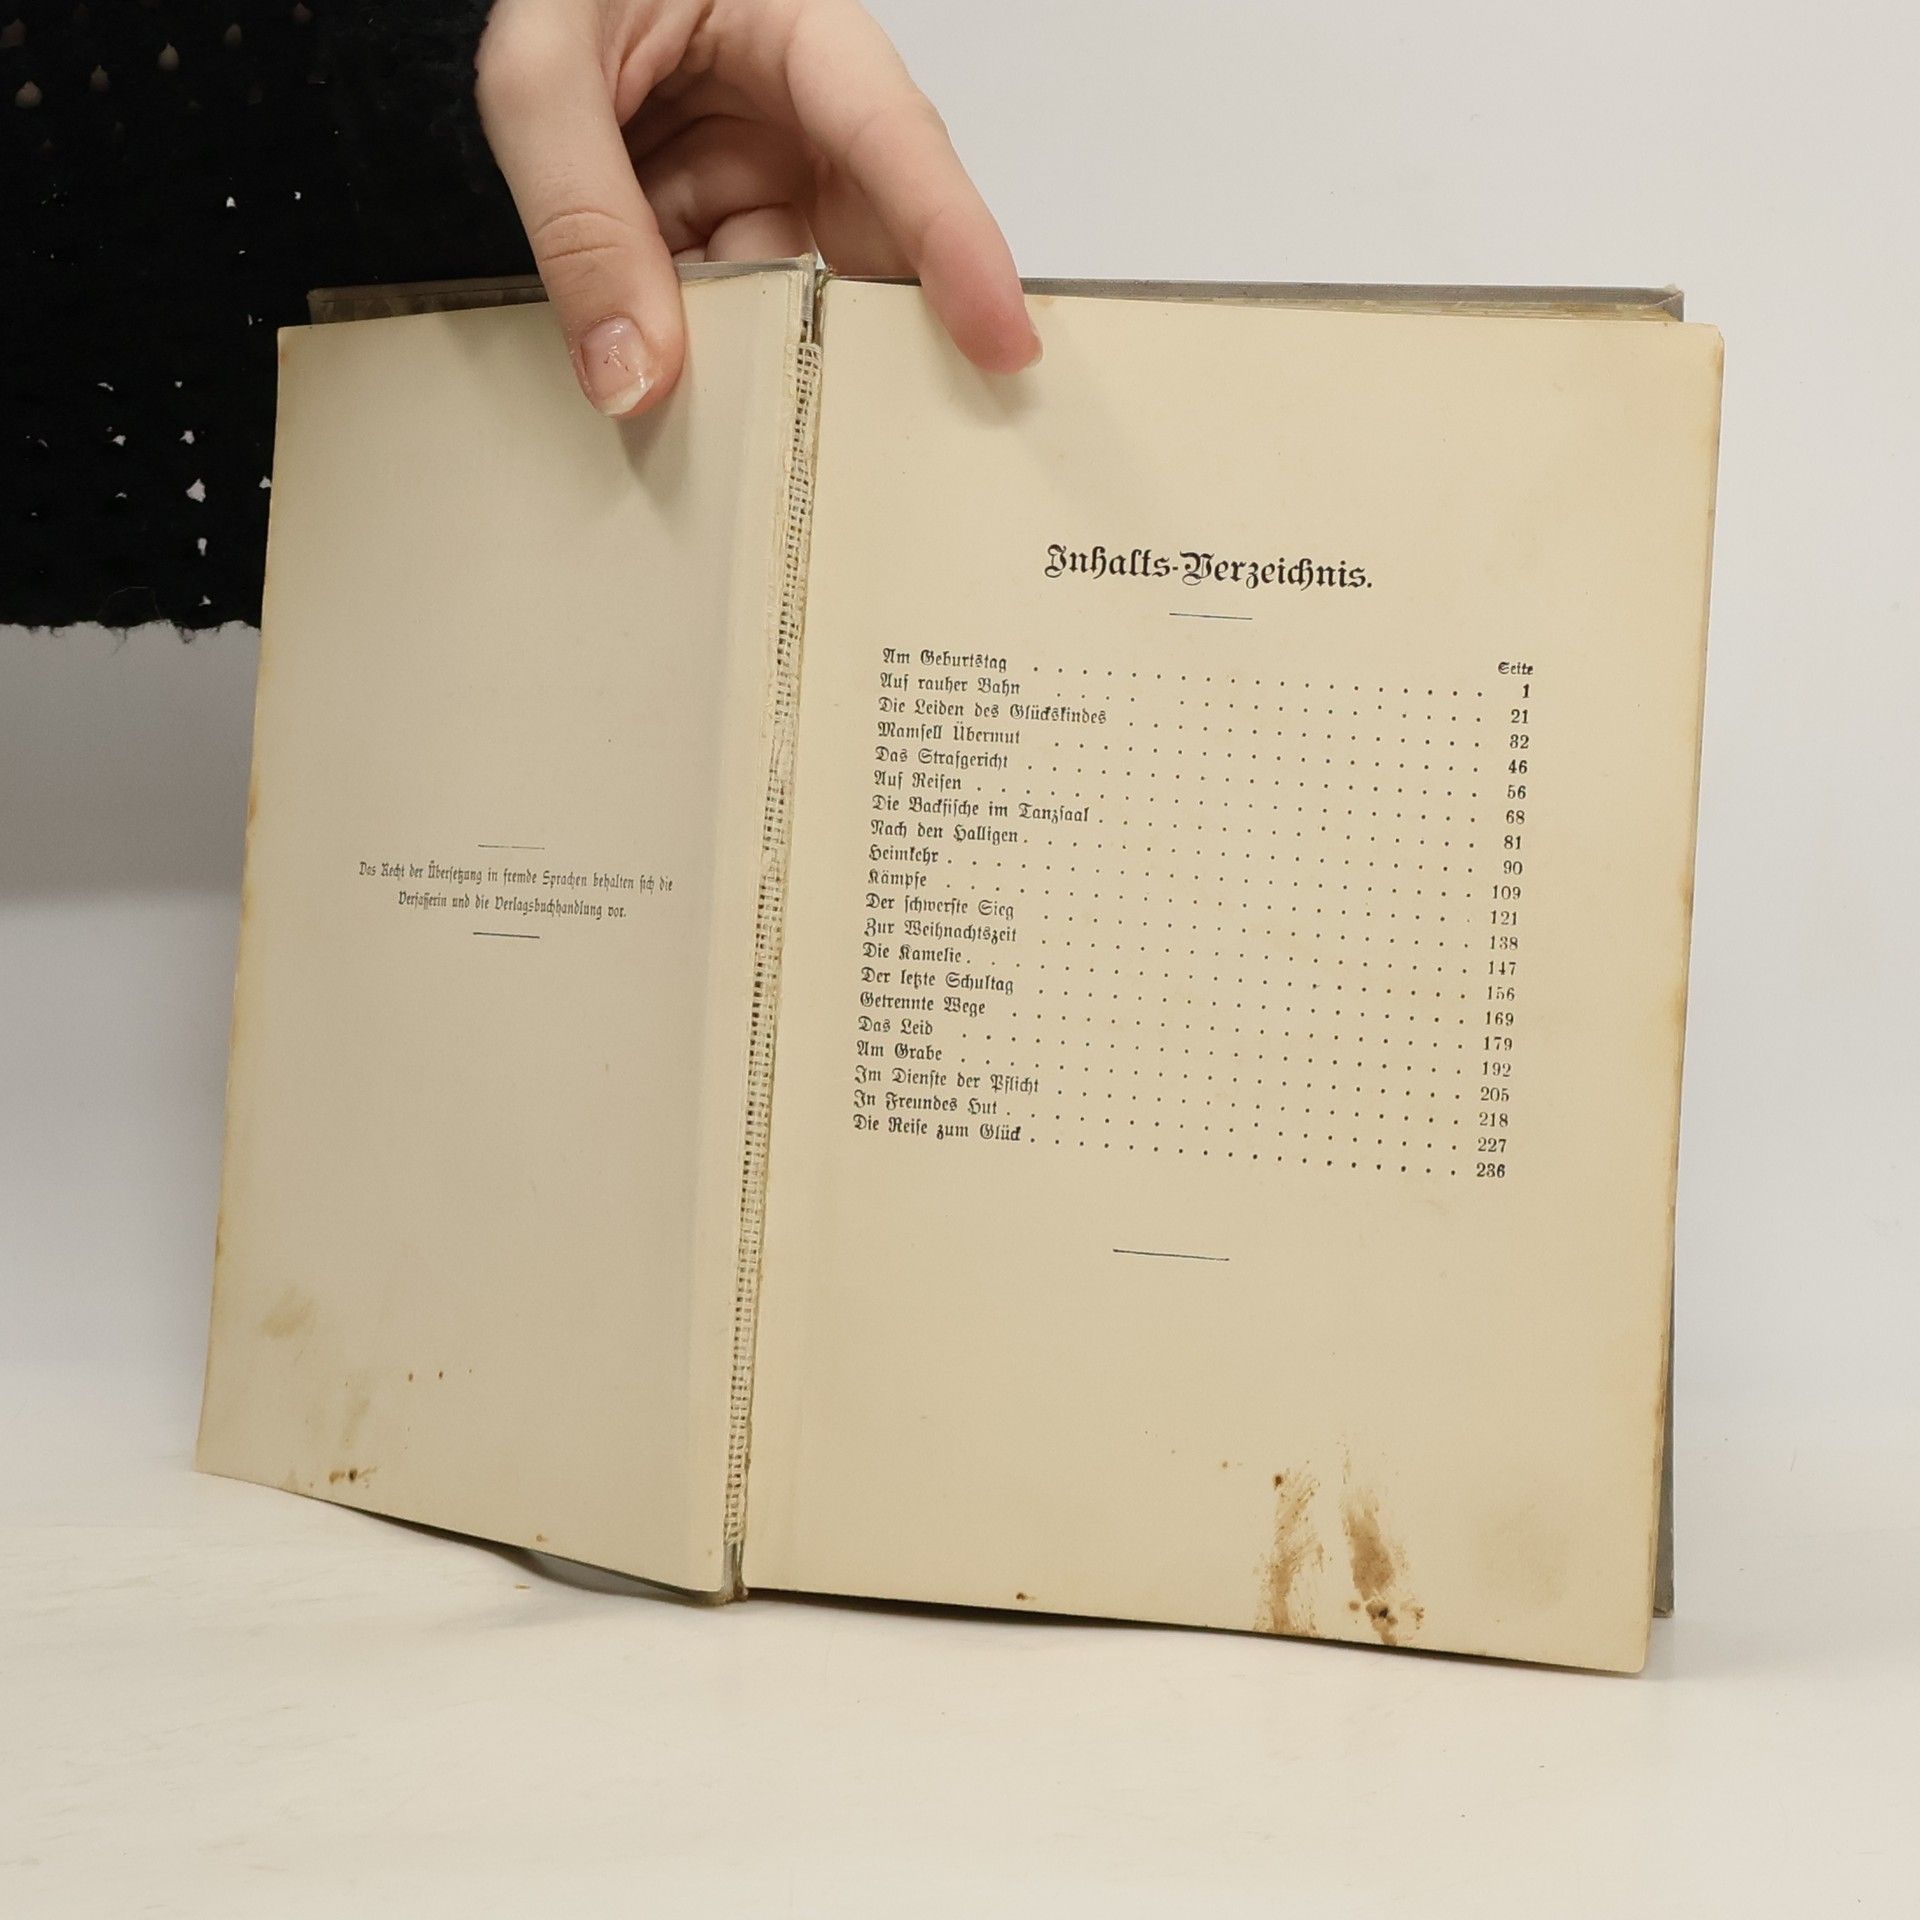 Das Recht der Übersetzung in fremde Sprachen behalten sich die
Verfasserin und die Verlagsbuchhandlung vor.
Inhalts-Verzeichnis.
Seite
Am Geburtstag . . . . . . . . . . . . . . . . . . . 1
Auf rauher Bahn . . . . . . . . . . . . . . . . . 21
Die Leiden des Glückskindes . . . . . . . . . . . . . . . 32
Mamsell Übermut . . . . . . . . . . . . . . . . . . 46
Das Strafgericht . . . . . . . . . . . . . . . . . . . 56
Auf Reisen . . . . . . . . . . . . . . . . . . . . . 68
Die Backfische im Tanzsaal . . . . . . . . . . . . . . . . 81
Nach den Halligen . . . . . . . . . . . . . . . . . . . 90
Heimkehr . . . . . . . . . . . . . . . . . . . . . . 109
Kämpfe . . . . . . . . . . . . . . . . . . . . . . 121
Der schwerste Sieg . . . . . . . . . . . . . . . . . . 138
Zur Weihnachtszeit . . . . . . . . . . . . . . . . . . 147
Die Kamelie . . . . . . . . . . . . . . . . . . . . . 156
Der letzte Schultag . . . . . . . . . . . . . . . . . . 169
Getrennte Wege . . . . . . . . . . . . . . . . . . . 179
Das Leid . . . . . . . . . . . . . . . . . . . . . 192
Am Grabe . . . . . . . . . . . . . . . . . . . . . 205
Im Dienste der Pflicht . . . . . . . . . . . . . . . . . 218
In Freundes Hut . . . . . . . . . . . . . . . . . . . 227
Die Reise zum Glück . . . . . . . . . . . . . . . . . . 236